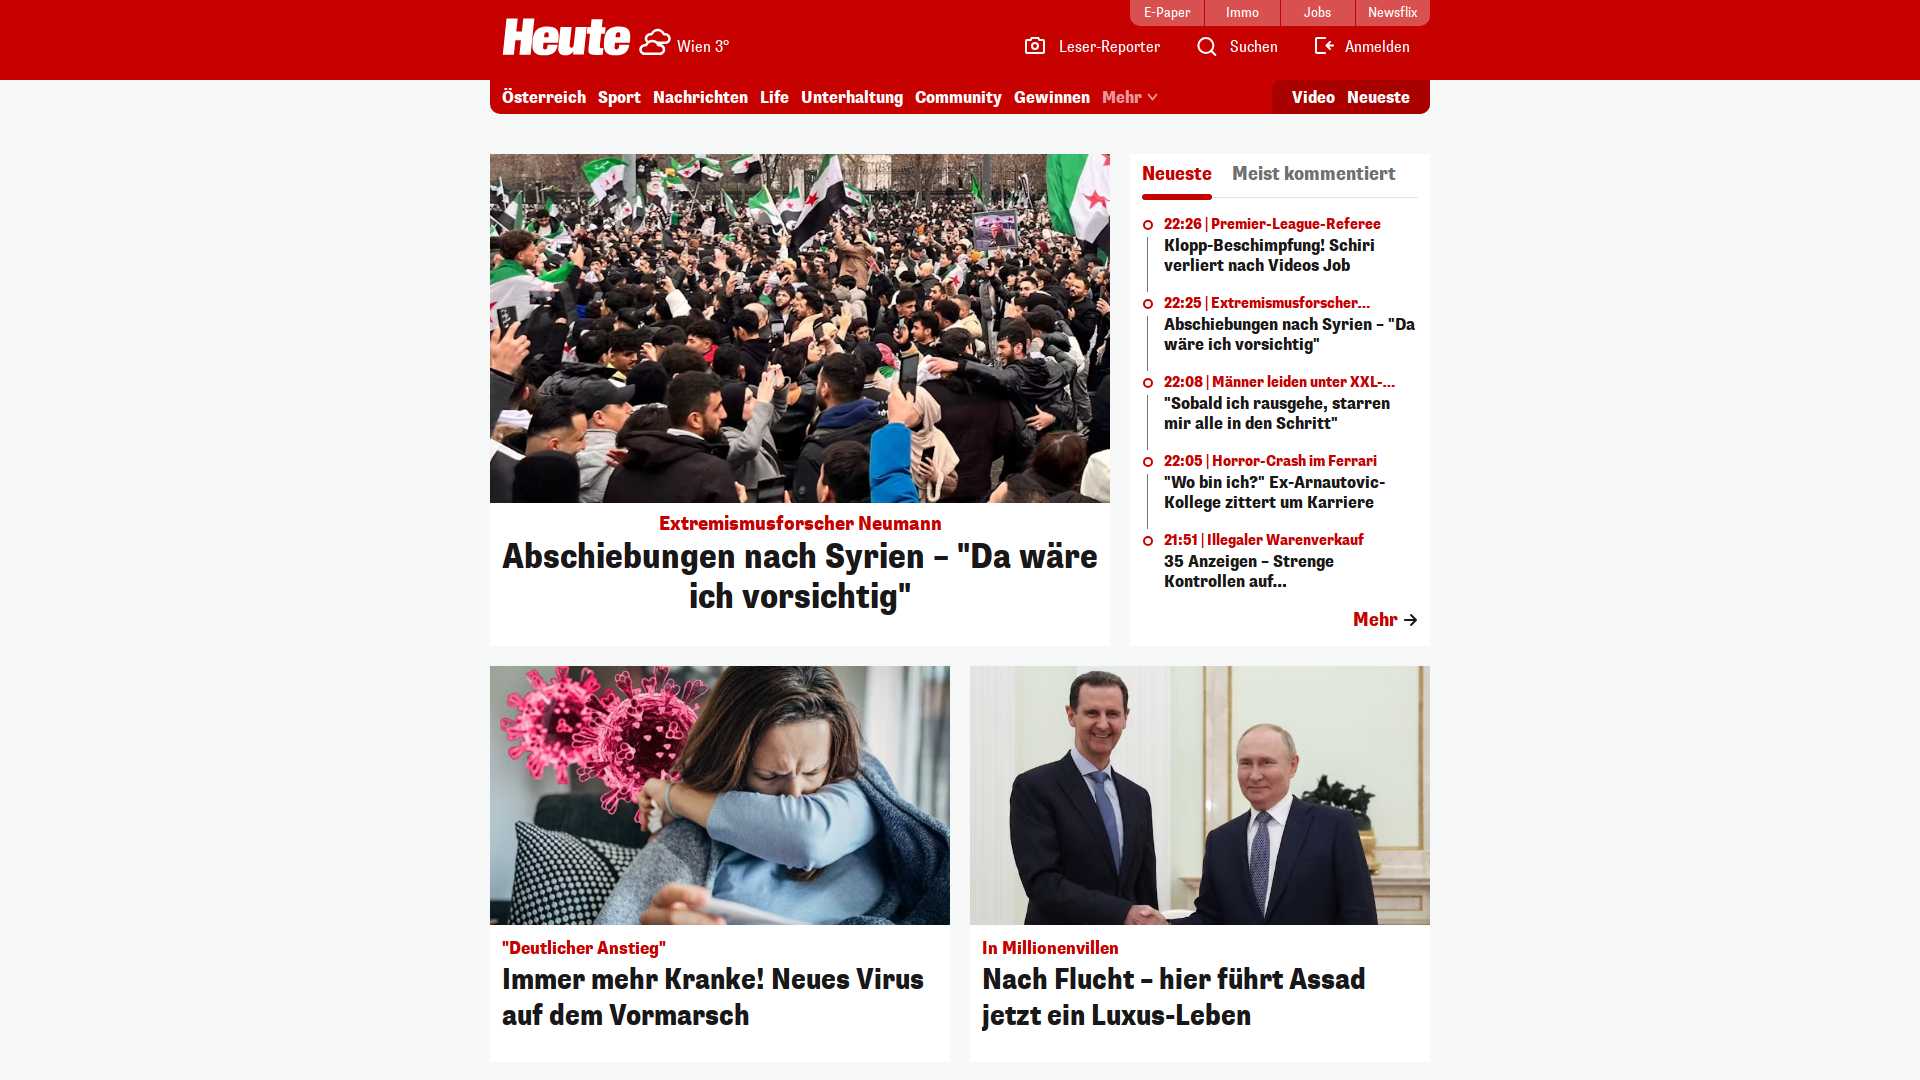 E-Paper
Immo
Jobs
Newsflix
Heute
Wien 3°
Leser-Reporter
Suchen
Anmelden
Österreich
Sport
Nachrichten
Life
Unterhaltung
Community
Gewinnen
Mehr
Video
Neueste
Extremismusforscher Neumann
Abschiebungen nach Syrien – "Da wäre
ich vorsichtig"
Neueste
Meist kommentiert
22:26 | Premier-League-Referee
Klopp-Beschimpfung! Schiri
verliert nach Videos Job
22:25 | Extremismusforscher...
Abschiebungen nach Syrien – "Da
wäre ich vorsichtig"
22:08 | Männer leiden unter XXL-...
"Sobald ich rausgehe, starren
mir alle in den Schritt"
22:05 | Horror-Crash im Ferrari
"Wo bin ich?" Ex-Arnautovic-
Kollege zittert um Karriere
21:51 | Illegaler Warenverkauf
35 Anzeigen – Strenge
Kontrollen auf...
Mehr
"Deutlicher Anstieg"
Immer mehr Kranke! Neues Virus
auf dem Vormarsch
In Millionenvillen
Nach Flucht – hier führt Assad
jetzt ein Luxus-Leben